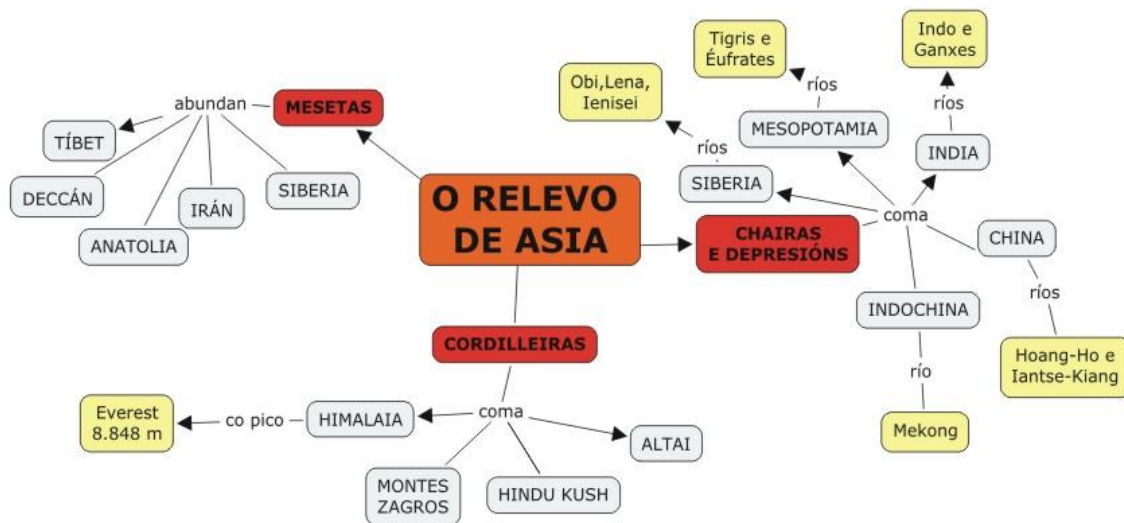 O RELEVO
DE ASIA
MESETAS
abundan
TÍBET
DECCÁN
ANATOLIA
IRÁN
SIBERIA
CHAIRAS
E DEPRESIÓNS
coma
SIBERIA
ríos
Obi,Lena,
Ienisei
MESOPOTAMIA
ríos
Tigris e
Éufrates
INDIA
ríos
Indo e
Ganxes
CHINA
ríos
Hoang-Ho e
Iantse-Kiang
INDOCHINA
río
Mekong
CORDILLEIRAS
coma
HIMALAIA
co pico
Everest
8.848 m
MONTES
ZAGROS
HINDU KUSH
ALTAI